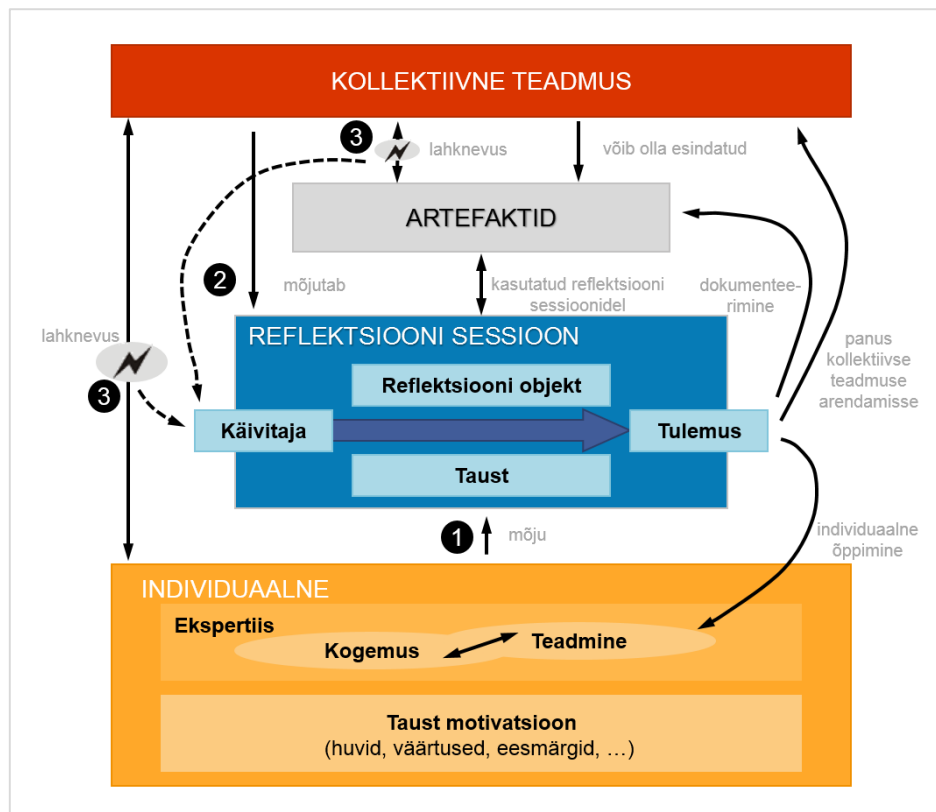 KOLLEKTIIVNE TEADMUS
3
lahknevus
võib olla esindatud
ARTEFAKTID
2
mõjutab
kasutatud reflektsiooni
sessioonidel
dokumentee-
rimine
lahknevus
3
REFLEKTSIOONI SESSIOON
Reflektsiooni objekt
Käivitaja
Tulemus
Taust
panus
kollektiivse
teadmuse
arendamisse
1
mõju
individuaalne
õppimine
INDIVIDUAALNE
Ekspertiis
Kogemus
Teadmine
Taust motivatsioon
(huvid, väärtused, eesmärgid, …)